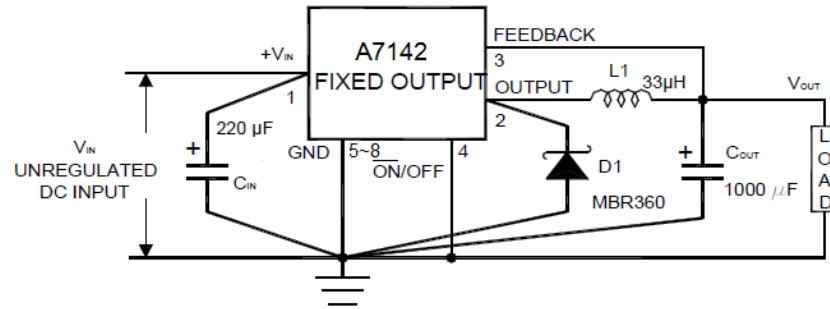 A7142
FIXED OUTPUT
+VIN
1
FEEDBACK
3
OUTPUT
2
L1
33µH
VOUT
VIN
UNREGULATED
DC INPUT
220 µF
+
CIN
GND
5~8
ON/OFF
4
D1
MBR360
+
COUT
1000 µF
LOAD